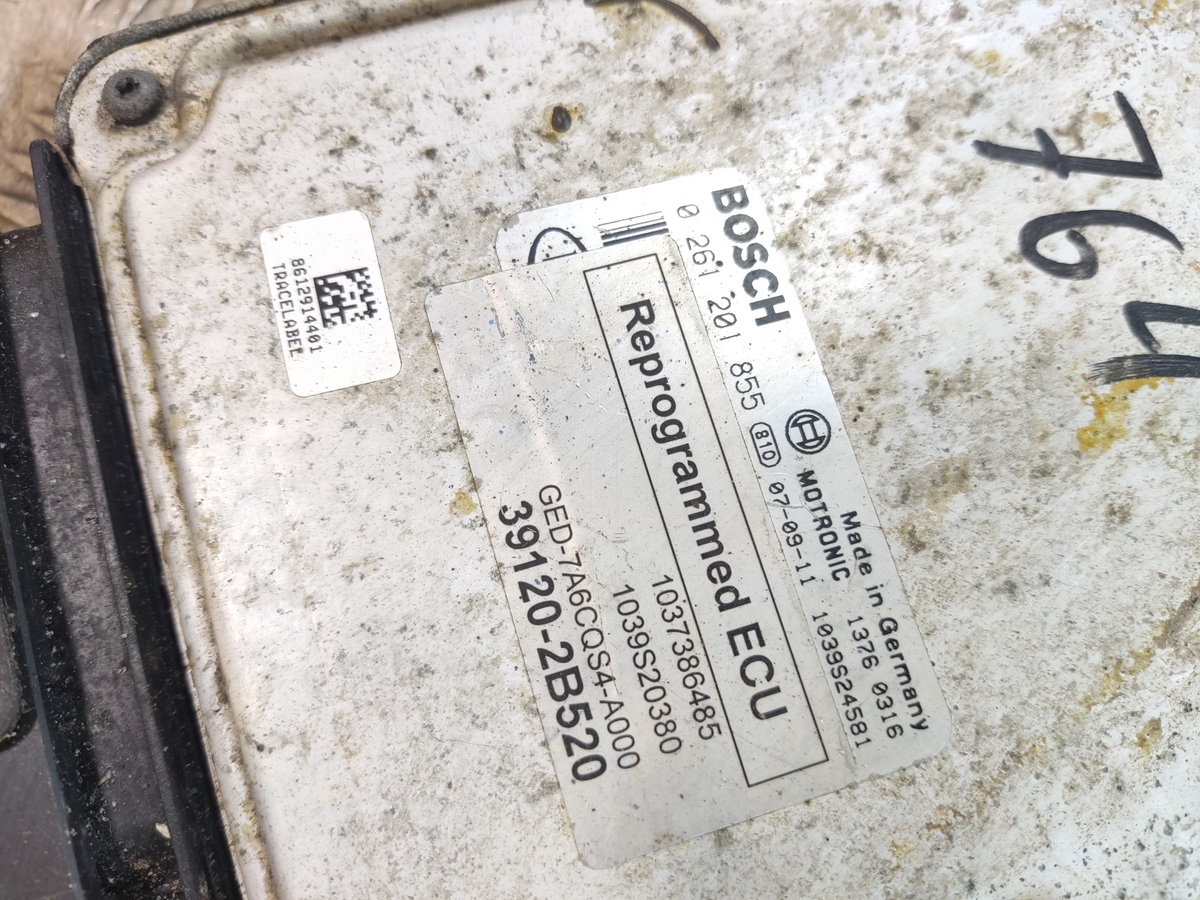 BOSCH
0 261 201 855 810 07-09-11 1039S24581
MOTRONIC 1376 0316
Made in Germany
Reprogrammed ECU
1037386485
1039S20380
GED-7A6CQS4-A000
39120-2B520
8612914401
TRACELABEL
764